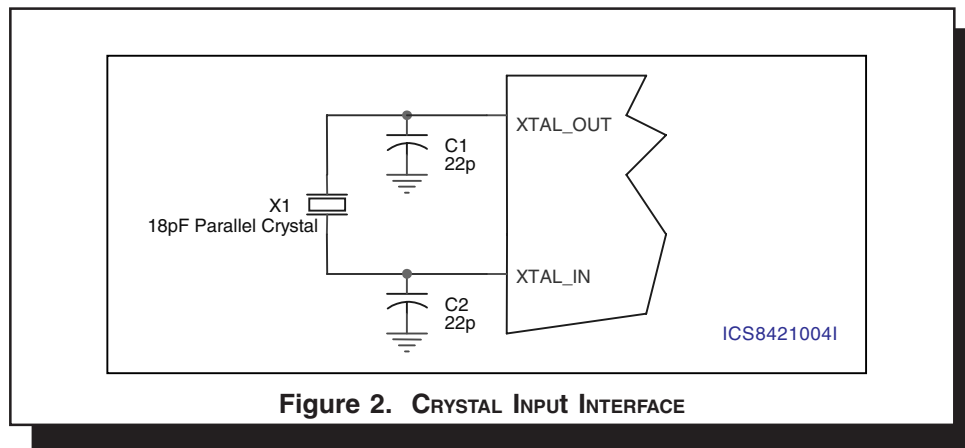 XTAL_OUT
C1
22p
X1
18pF Parallel Crystal
XTAL_IN
C2
22p
ICS8421004I
Figure 2. CRYSTAL INPUt INTERFACE